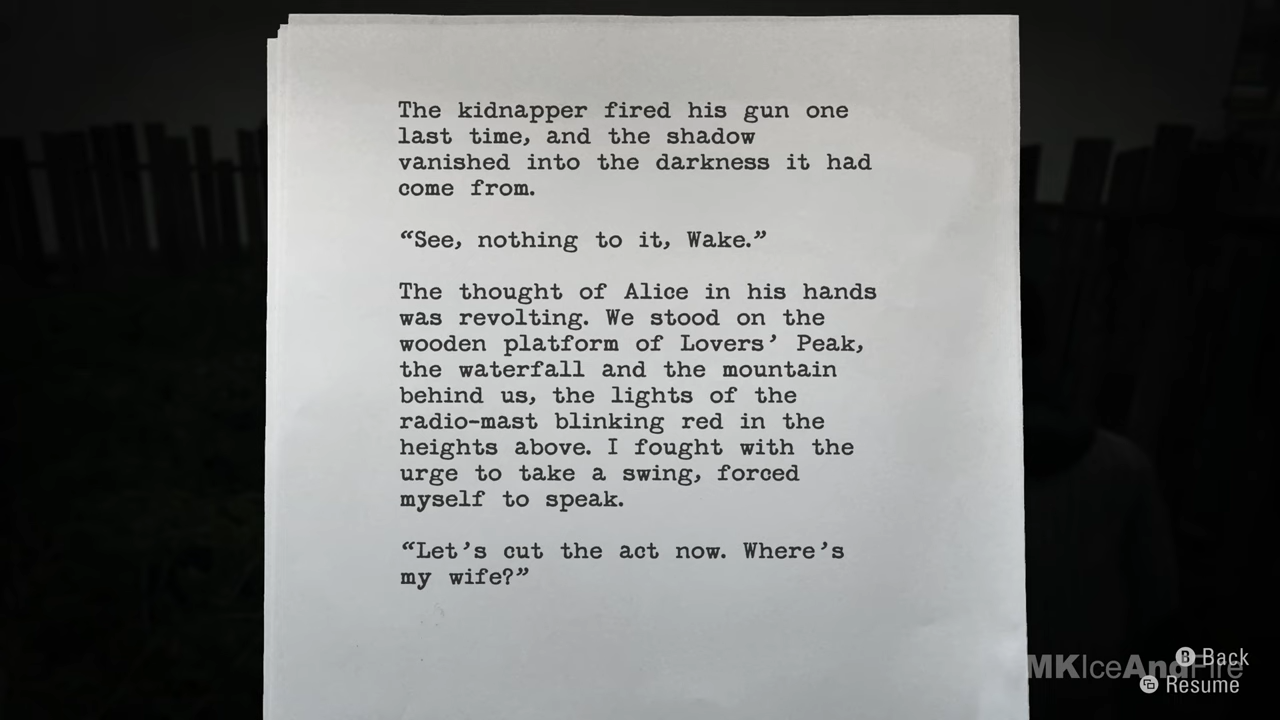 The kidnapper fired his gun one
last time, and the shadow
vanished into the darkness it had
come from.
“See, nothing to it, Wake.”
The thought of Alice in his hands
was revolting. We stood on the
wooden platform of Lovers’ Peak,
the waterfall and the mountain
behind us, the lights of the
radio-mast blinking red in the
heights above. I fought with the
urge to take a swing, forced
myself to speak.
“Let’s cut the act now. Where’s
my wife?”
MKIceAndFire
B Back
Resume